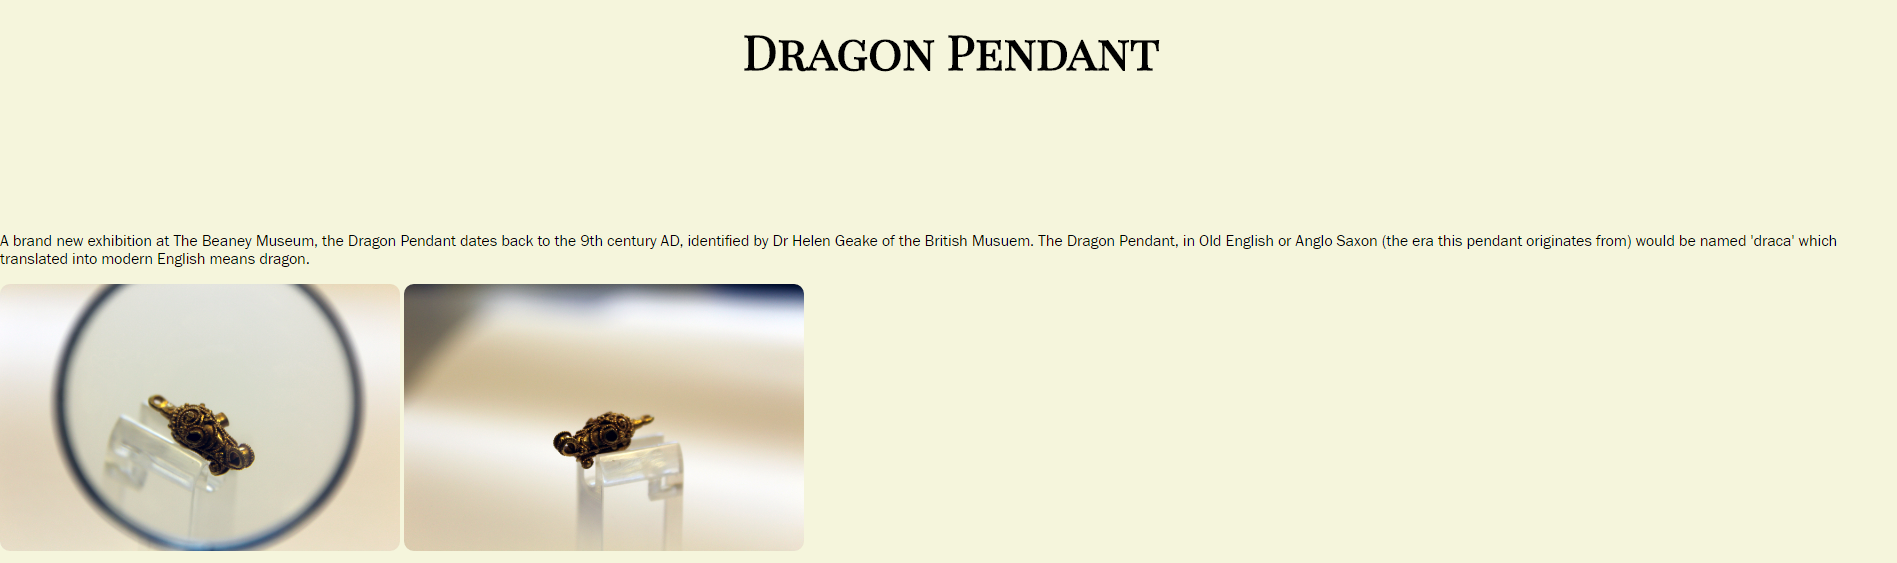 Dragon Pendant
A brand new exhibition at The Beaney Museum, the Dragon Pendant dates back to the 9th century AD, identified by Dr Helen Geake of the British Musuem. The Dragon Pendant, in Old English or Anglo Saxon (the era this pendant originates from) would be named 'draca' which
translated into modern English means dragon.